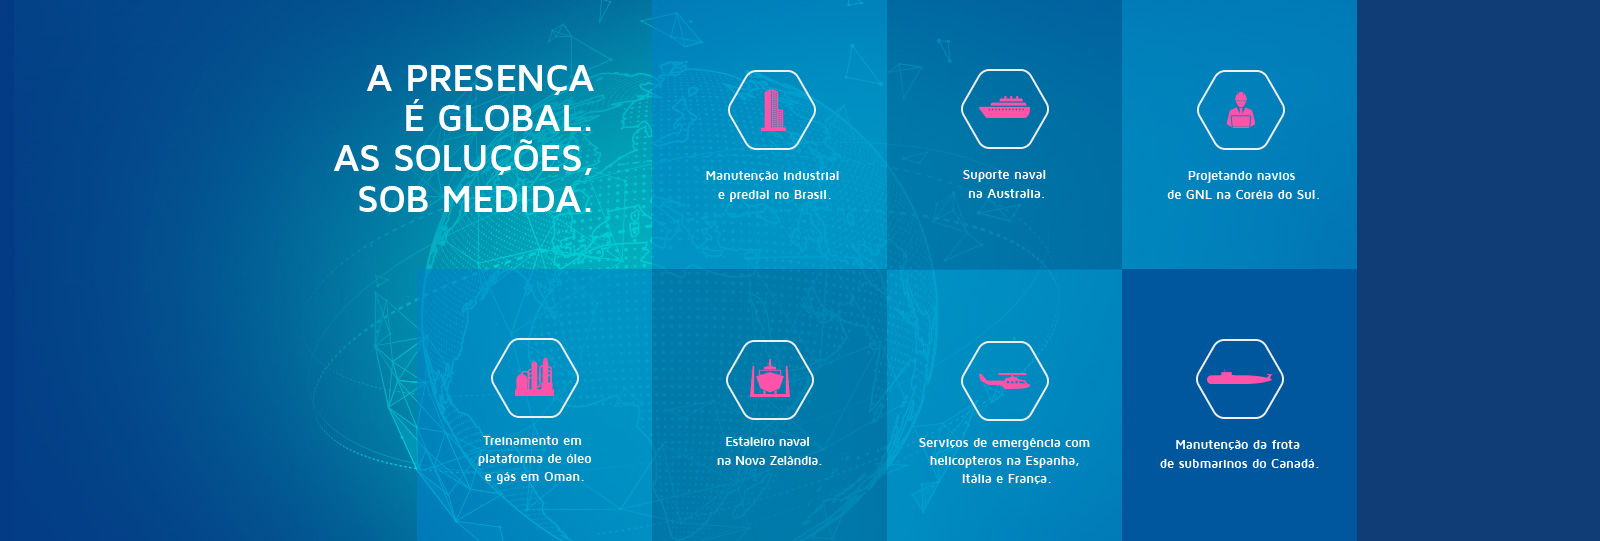 A PRESENÇA
É GLOBAL.
AS SOLUÇÕES,
SOB MEDIDA.
Manutenção industrial
e predial no Brasil.
Suporte naval
na Australia.
Projetando navios
de GNL na Coréia do Sul.
Treinamento em
plataforma de óleo
e gás em Oman.
Estaleiro naval
na Nova Zelândia.
Serviços de emergência com
helicopteros na Espanha,
Itália e França.
Manutenção da frota
de submarinos do Canadá.